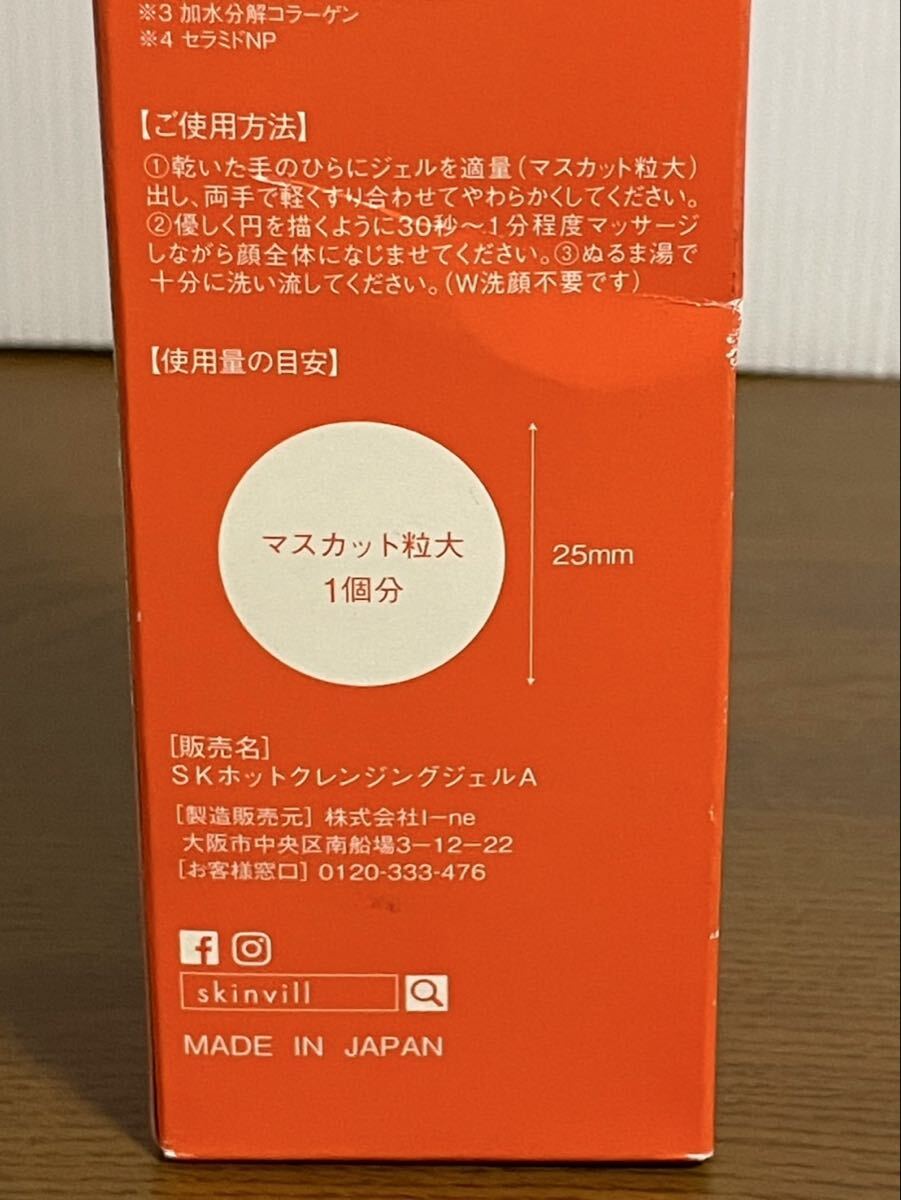 ※3 加水分解コラーゲン
※4 セラミドNP
【ご使用方法】
①乾いた手のひらにジェルを適量(マスカット粒大)
出し、両手で軽くすり合わせてやわらかくしてください。
②優しく円を描くように30秒〜1分程度マッサージ
しながら顔全体になじませてください。③ぬるま湯で
十分に洗い流してください。(W洗顔不要です)
【使用量の目安】
マスカット粒大
1個分
25mm
[販売名]
SKホットクレンジングジェルA
[製造販売元] 株式会社I-ne
大阪市中央区南船場3-12-22
[お客様窓口] 0120-333-476
skinvill
MADE IN JAPAN